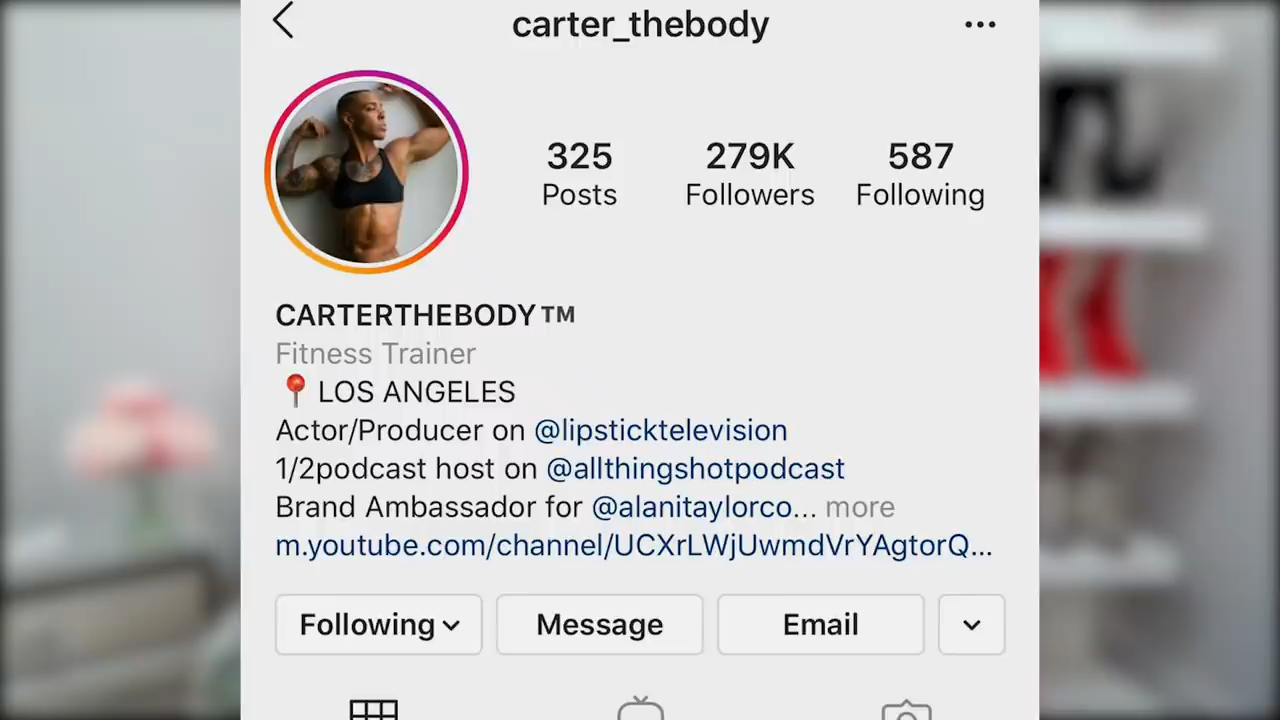 carter_thebody
325
279K
587
Posts
Followers
Following
CARTERTHEBODY™
Fitness Trainer
📍 LOS ANGELES
Actor/Producer on @lipsticktelevision
1/2podcast host on @allthingshotpodcast
Brand Ambassador for @alanitaylorco... more
m.youtube.com/channel/UCXrLWjUwmdVrYAgtorQ...
Following
Message
Email